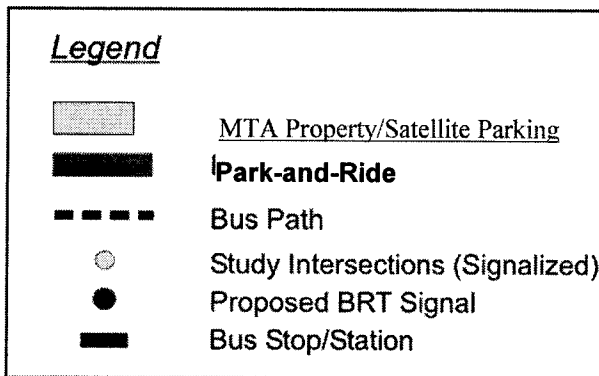 Legend
MTA Property/Satellite Parking
Park-and-Ride
Bus Path
Study Intersections (Signalized)
Proposed BRT Signal
Bus Stop/Station